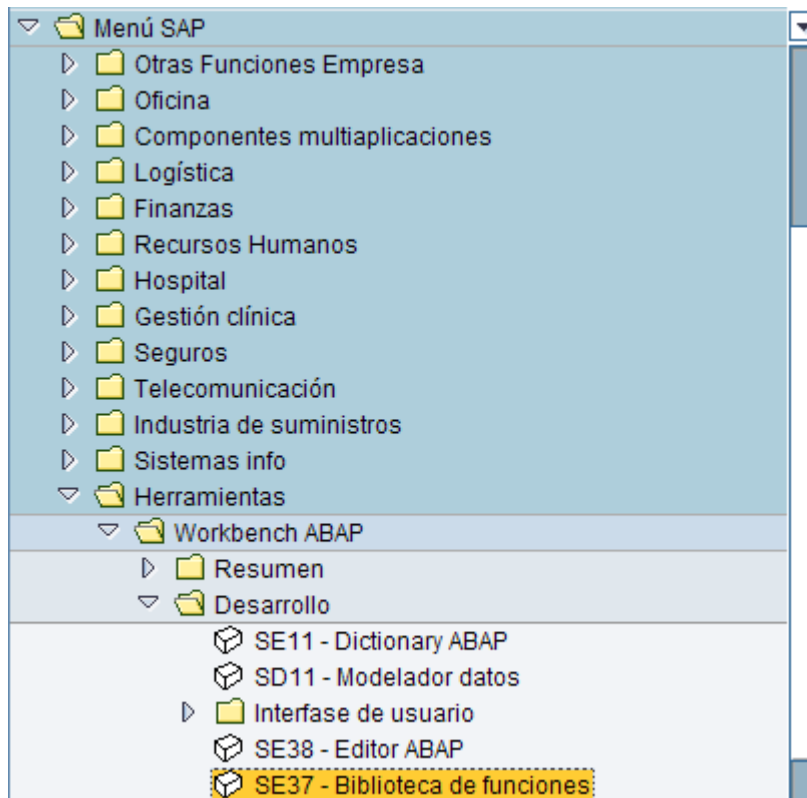 Menú SAP
Otras Funciones Empresa
Oficina
Componentes multiaplicaciones
Logística
Finanzas
Recursos Humanos
Hospital
Gestión clínica
Seguros
Telecomunicación
Industria de suministros
Sistemas info
Herramientas
Workbench ABAP
Resumen
Desarrollo
SE11 - Dictionary ABAP
SD11 - Modelador datos
Interfase de usuario
SE38 - Editor ABAP
SE37 - Biblioteca de funciones